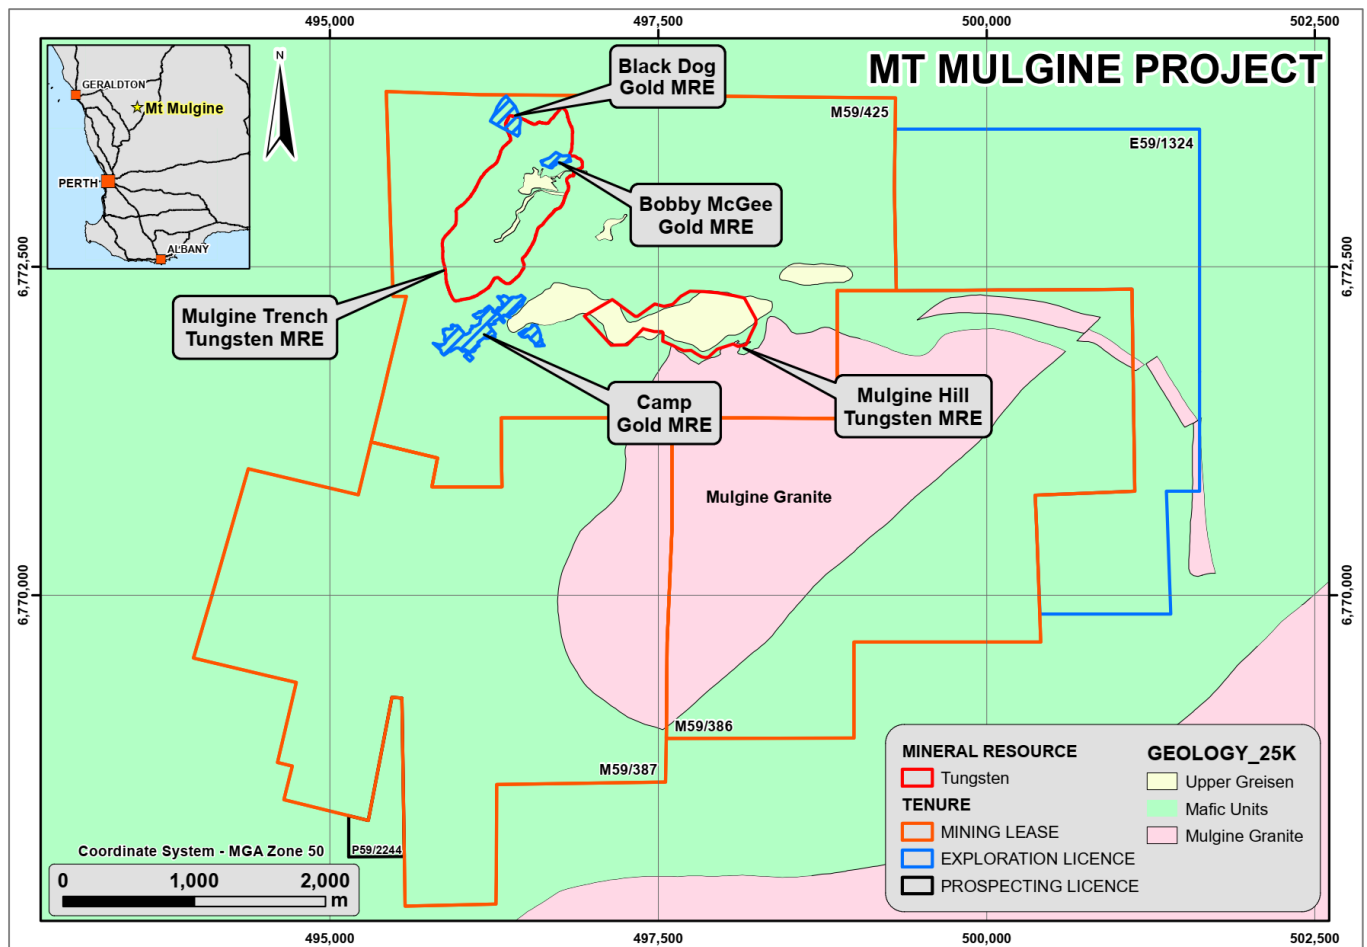 495,000
497,500
500,000
502,500
MT MULGINE PROJECT
GERALDTON
Mt Mulgine
PERTH
ALBANY
N
Black Dog
Gold MRE
M59/425
E59/1324
Bobby McGee
Gold MRE
6,772,500
6,772,500
Mulgine Trench
Tungsten MRE
Camp
Gold MRE
Mulgine Hill
Tungsten MRE
Mulgine Granite
6,770,000
6,770,000
M59/386
M59/387
P59/2244
Coordinate System - MGA Zone 50
0
1,000
2,000
m
MINERAL RESOURCE
Tungsten
TENURE
MINING LEASE
EXPLORATION LICENCE
PROSPECTING LICENCE
GEOLOGY_25K
Upper Greisen
Mafic Units
Mulgine Granite
495,000
497,500
500,000
502,500